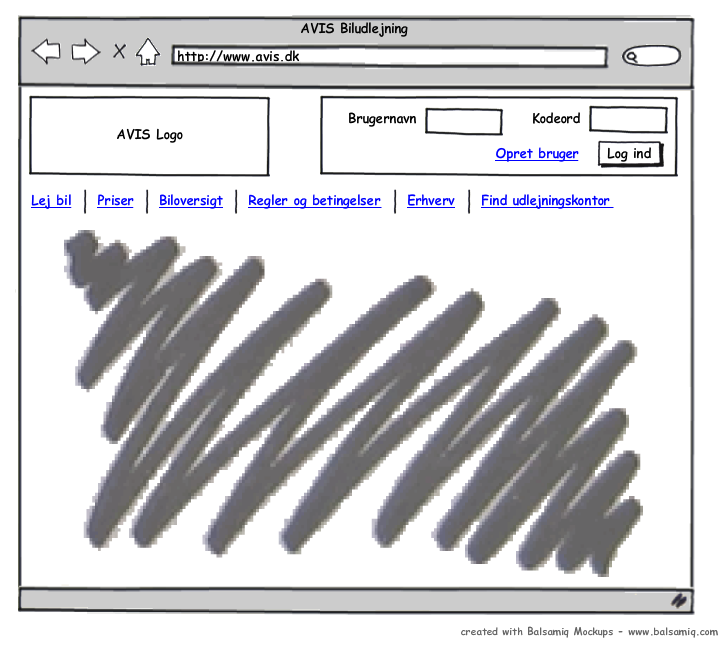 AVIS Biludlejning
http://www.avis.dk
AVIS Logo
Brugernavn Kodeord
Opret bruger Log ind
Lej bil Priser Biloversigt Regler og betingelser Erhverv Find udlejningskontor
created with Balsamiq Mockups - www.balsamiq.com